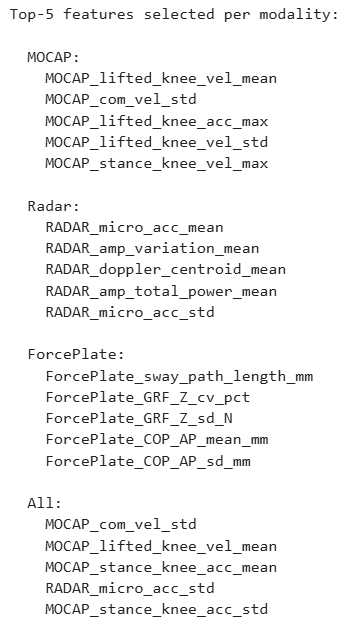 Top-5 features selected per modality:
MOCAP:
MOCAP_lifted_knee_vel_mean
MOCAP_com_vel_std
MOCAP_lifted_knee_acc_max
MOCAP_lifted_knee_vel_std
MOCAP_stance_knee_vel_max
Radar:
RADAR_micro_acc_mean
RADAR_amp_variation_mean
RADAR_doppler_centroid_mean
RADAR_amp_total_power_mean
RADAR_micro_acc_std
ForcePlate:
ForcePlate_sway_path_length_mm
ForcePlate_GRF_Z_cv_pct
ForcePlate_GRF_Z_sd_N
ForcePlate_COP_AP_mean_mm
ForcePlate_COP_AP_sd_mm
All:
MOCAP_com_vel_std
MOCAP_lifted_knee_vel_mean
MOCAP_stance_knee_acc_mean
RADAR_micro_acc_std
MOCAP_stance_knee_acc_std